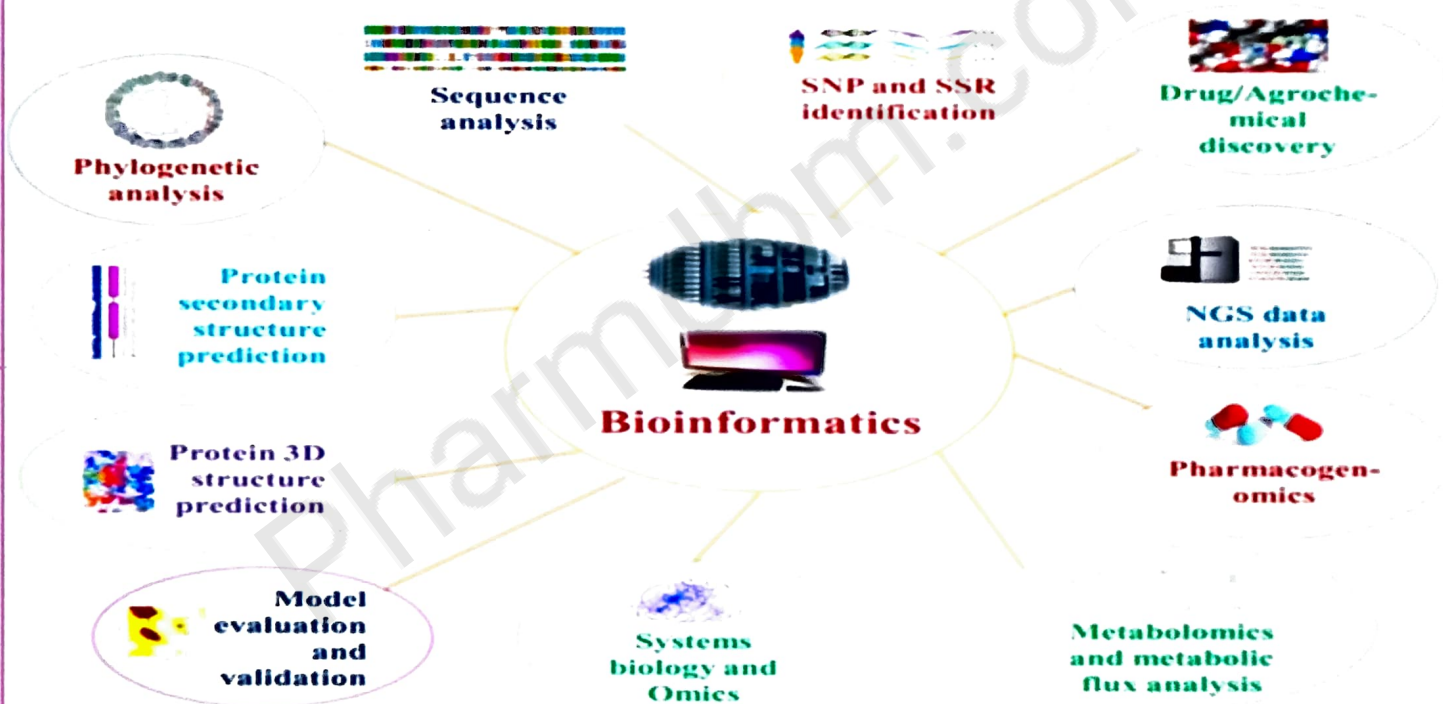 Sequence
analysis
SNP and SSR
identification
Drug/Agroche-
mical
discovery
Phylogenetic
analysis
Protein
secondary
structure
prediction
NGS data
analysis
Bioinformatics
Protein 3D
structure
prediction
Pharmacogen-
omics
Model
evaluation
and
validation
Systems
biology and
Omics
Metabolomics
and metabolic
flux analysis
Pharmdbm.com